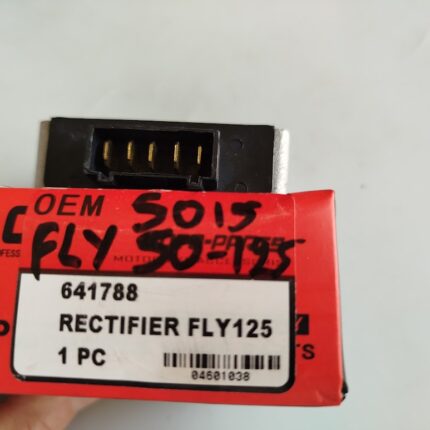 OEM 5015
FLY 50-125
641788
RECTIFIER FLY125
1 PC
04601038